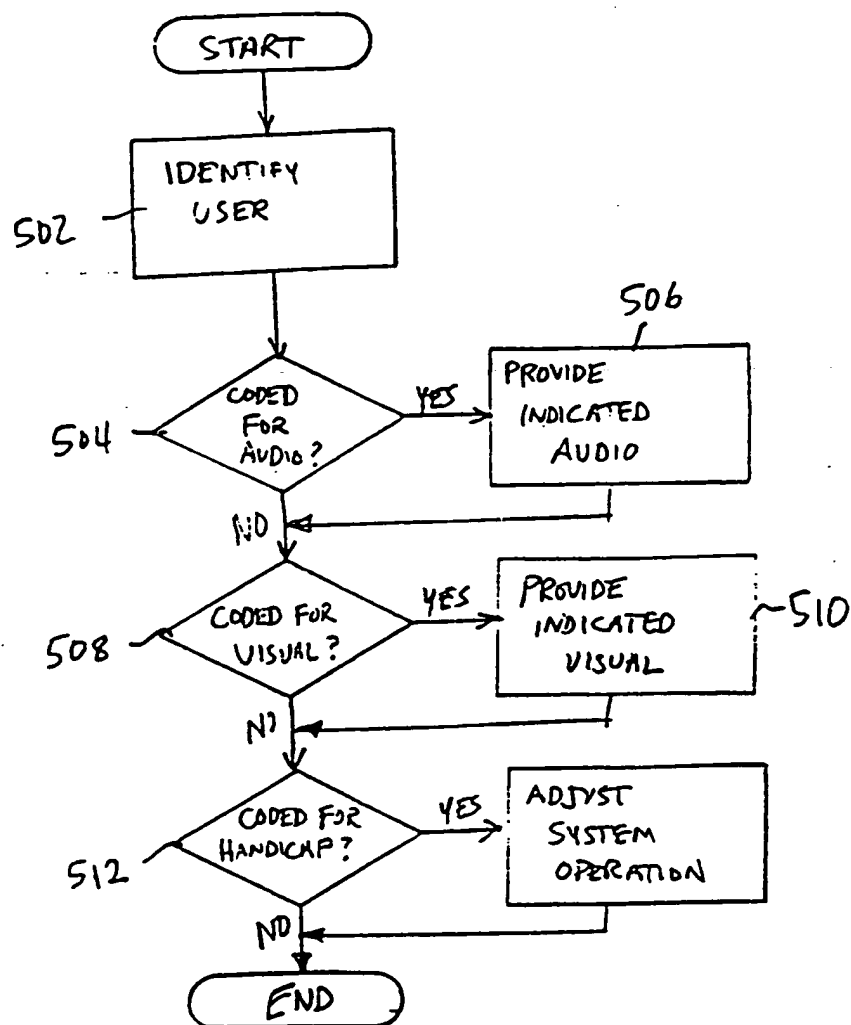 START
IDENTIFY
USER
502
506
CODED
FOR
AUDIO?
504
YES
PROVIDE
INDICATED
AUDIO
NO
CODED FOR
VISUAL?
508
YES
PROVIDE
INDICATED
VISUAL
510
NO
CODED FOR
HANDICAP?
512
YES
ADJUST
SYSTEM
OPERATION
NO
END